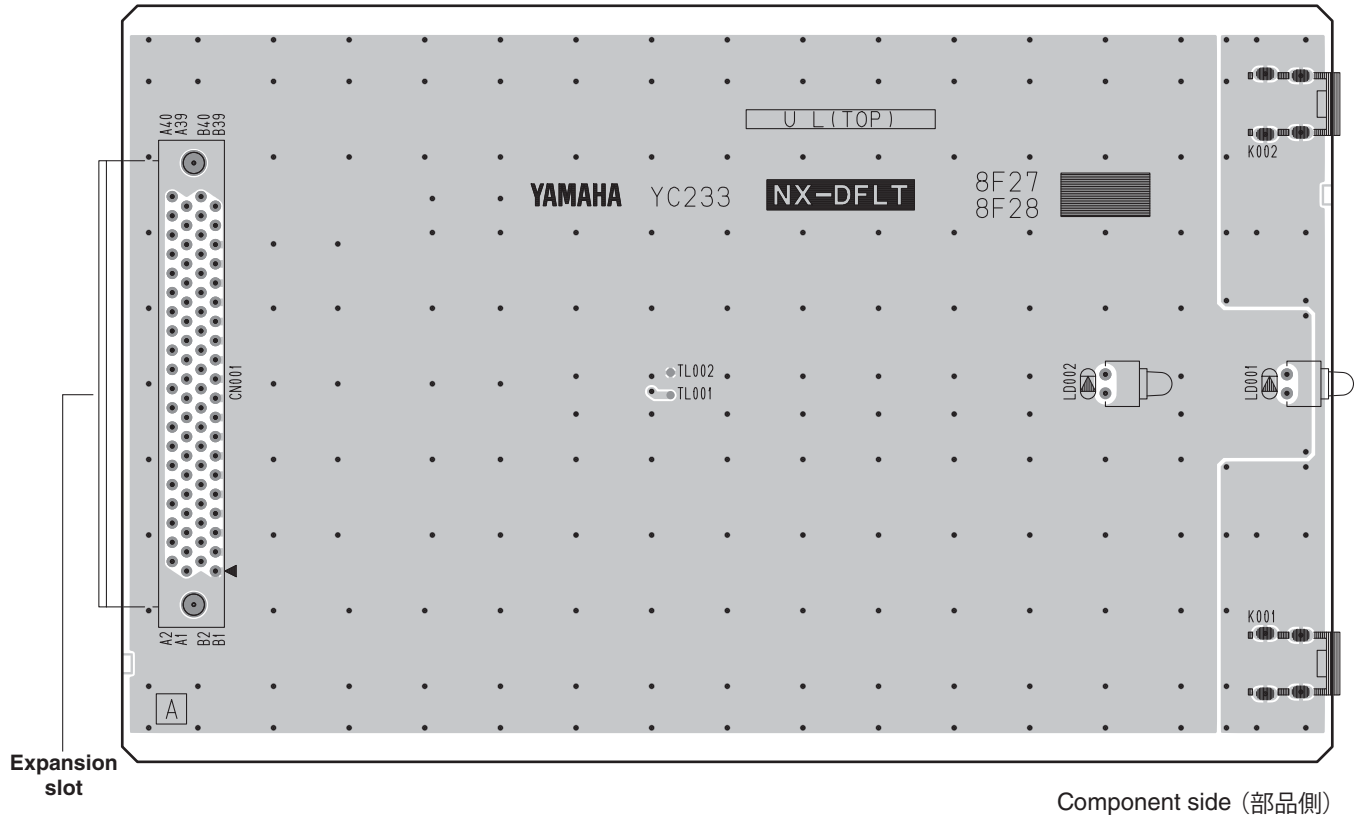 U L(TOP)
A40
A39
B40
B39
K002
YAMAHA YC233 NX-DFLT 8F27
8F28
CN001
TL002
TL001
LD002
LD001
K001
A2
A1
B2
B1
A
Expansion
slot
Component side (部品側)